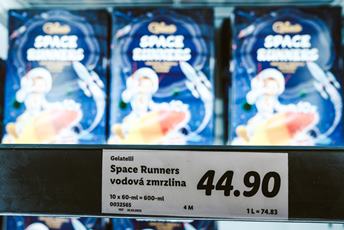 SPACE
RUNNERS
SPACE
RUNNERS
SPACE
RUNNERS
Gelatelli
Space Runners
vodová zmrzlina
44.90
10 x 60-ml = 600-ml
0032565
4 M
1 L = 74.83